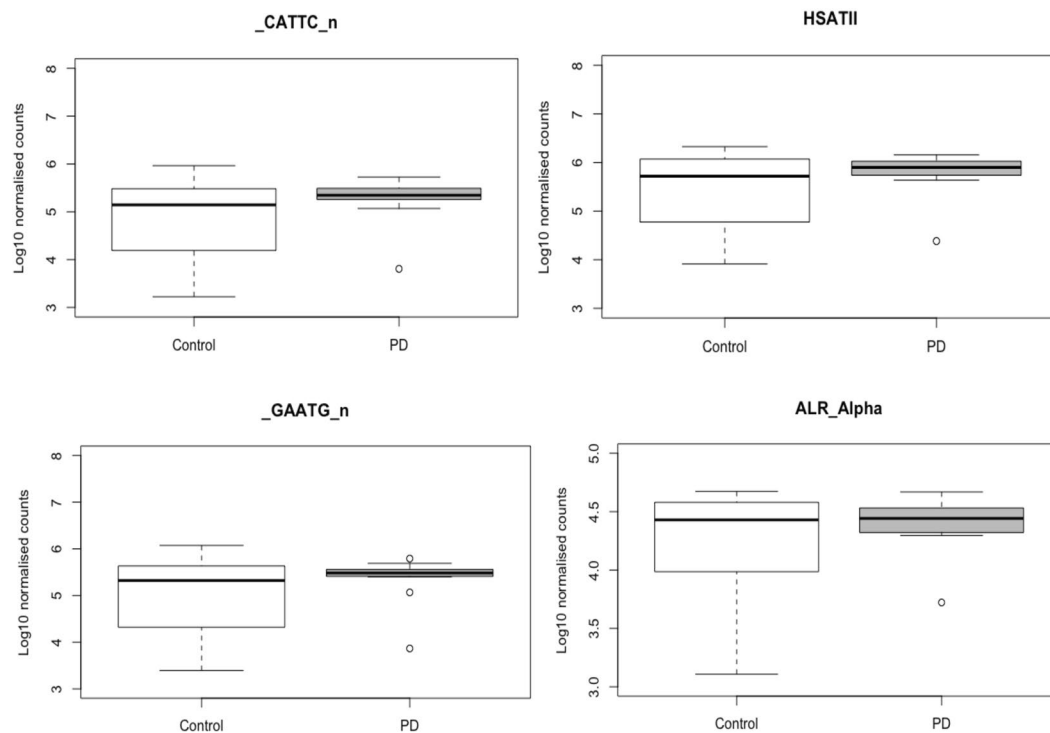 _CATTC_n
Log10 normalised counts
8
7
6
5
4
3
Control PD
HSATII
Log10 normalised counts
8
7
6
5
4
3
Control PD
_GAATG_n
Log10 normalised counts
8
7
6
5
4
3
Control PD
ALR_Alpha
Log10 normalised counts
5.0
4.5
4.0
3.5
3.0
Control PD